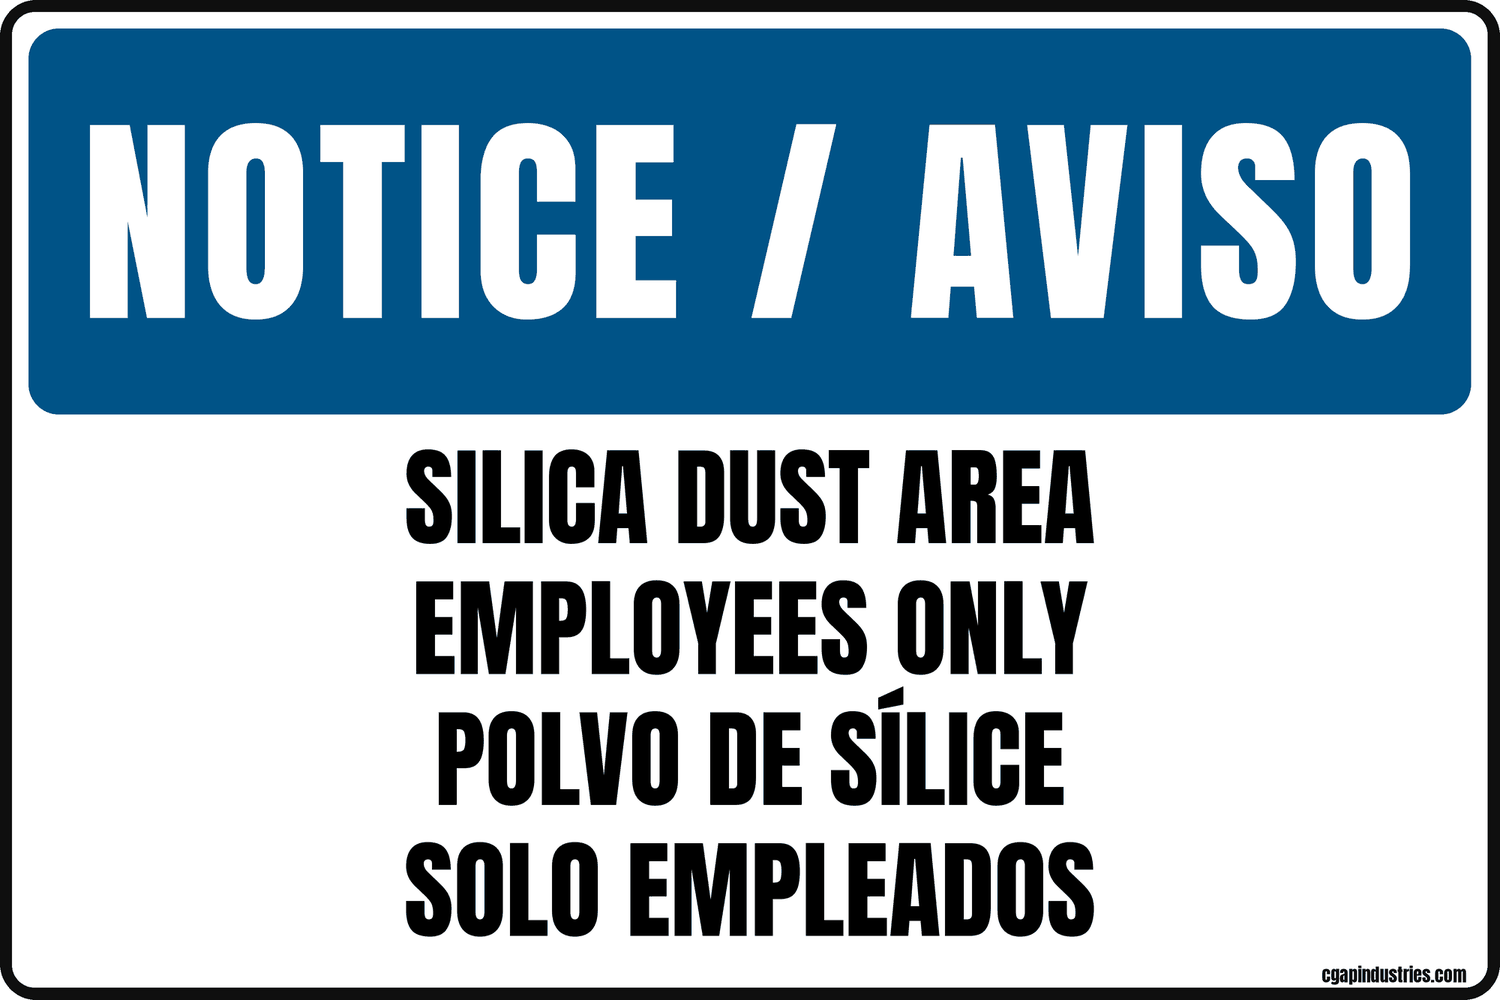 NOTICE / AVISO
SILICA DUST AREA
EMPLOYEES ONLY
POLVO DE SÍLICE
SOLO EMPLEADOS
cgapindustries.com